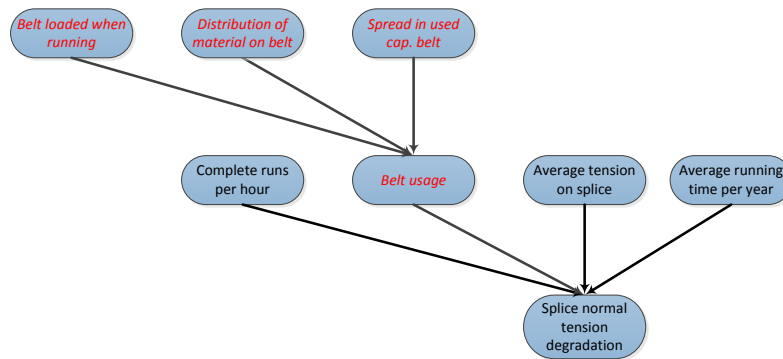 Belt loaded when
running
Distribution of
material on belt
Spread in used
cap. belt
Complete runs
per hour
Belt usage
Average tension
on splice
Average running
time per year
Splice normal
tension
degradation